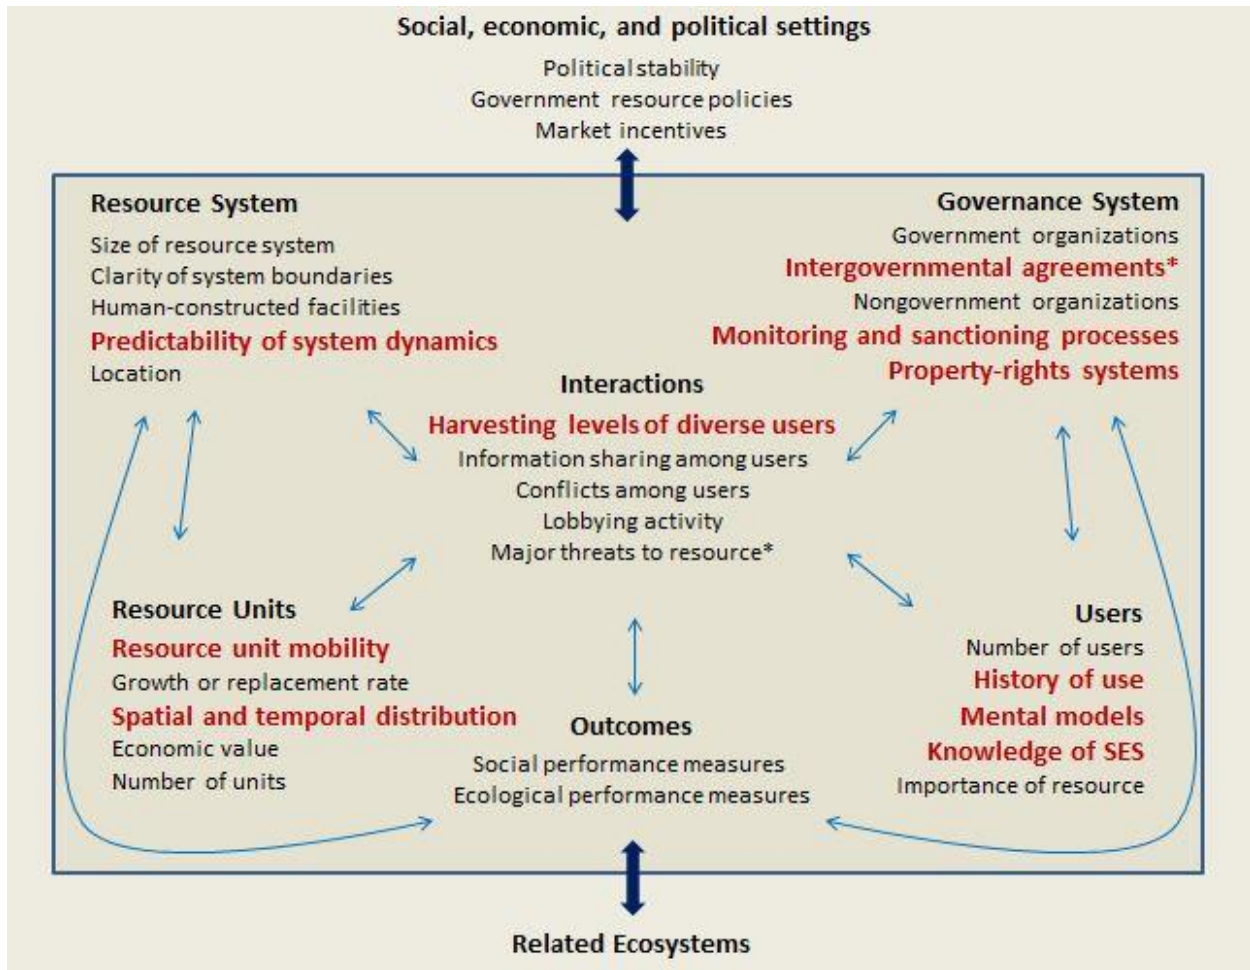 Social, economic, and political settings
Political stability
Government resource policies
Market incentives
Resource System
Size of resource system
Clarity of system boundaries
Human-constructed facilities
Predictability of system dynamics
Location
Governance System
Government organizations
Intergovernmental agreements*
Nongovernment organizations
Monitoring and sanctioning processes
Property-rights systems
Interactions
Harvesting levels of diverse users
Information sharing among users
Conflicts among users
Lobbying activity
Major threats to resource*
Resource Units
Resource unit mobility
Growth or replacement rate
Spatial and temporal distribution
Economic value
Number of units
Users
Number of users
History of use
Mental models
Knowledge of SES
Importance of resource
Outcomes
Social performance measures
Ecological performance measures
Related Ecosystems